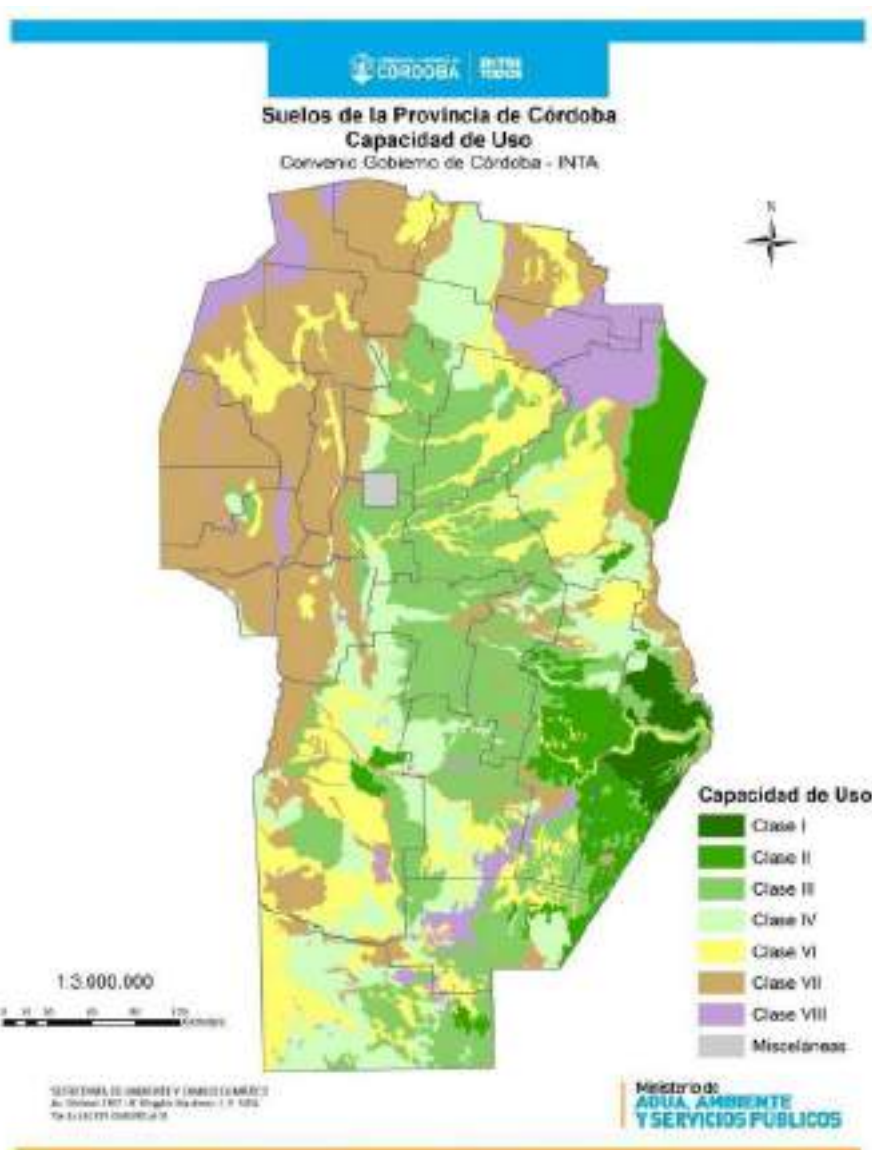 CÓRDOBA
ENTRE TODOS
Suelos de la Provincia de Córdoba
Capacidad de Uso
Convenio Gobierno de Córdoba - INTA
N
Capacidad de Uso
Clase I
Clase II
Clase III
Clase IV
Clase VI
Clase VII
Clase VIII
Misceláneas
1:3.000.000
Ministerio de
AGUA, AMBIENTE
Y SERVICIOS PÚBLICOS